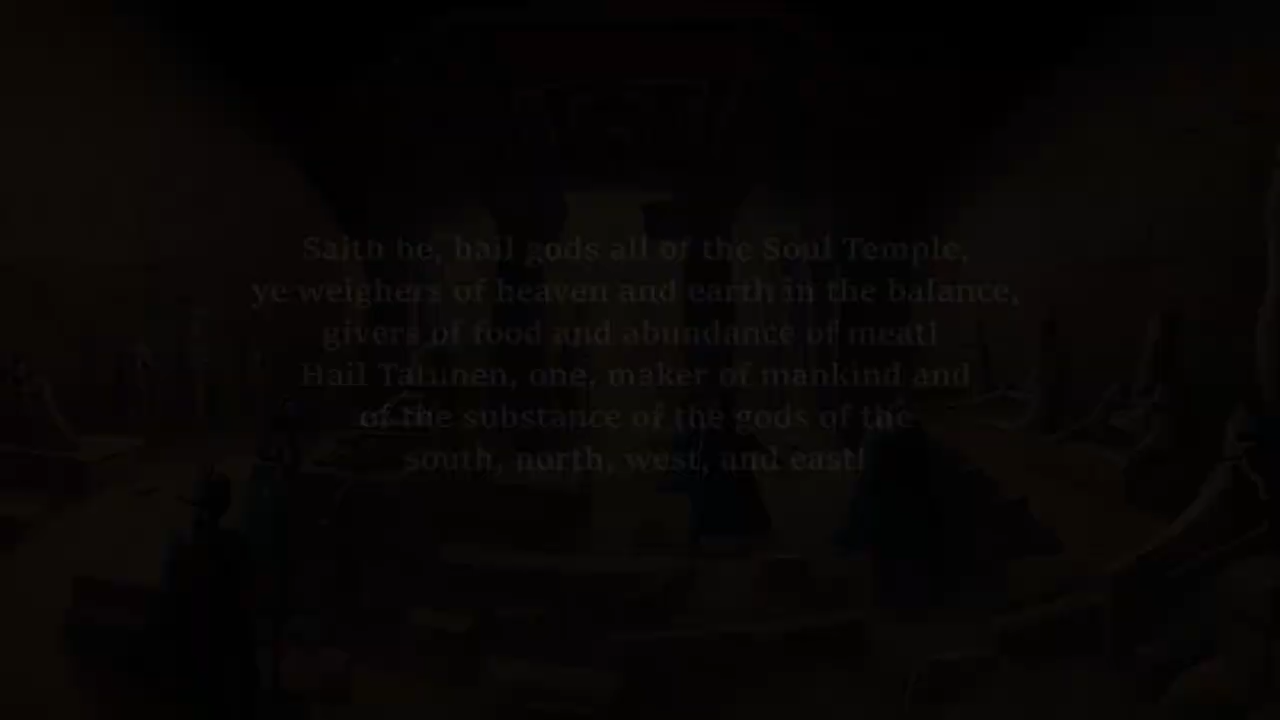 Saith he, hail gods all of the Soul Temple,
ye weighers of heaven and earth in the balance,
givers of food and abundance of meat!
Hail Tatunen, one, maker of mankind and
of the substance of the gods of the
south, north, west, and east!